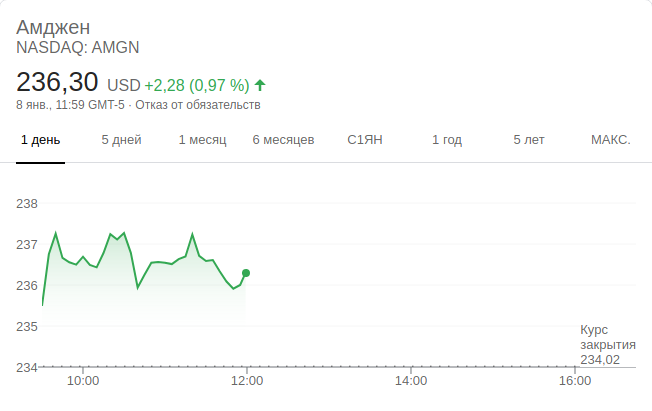 Амджен
NASDAQ: AMGN
236,30 USD +2,28 (0,97 %)
8 янв., 11:59 GMT-5 · Отказ от обязательств
1 день 5 дней 1 месяц 6 месяцев С1ЯН 1 год 5 лет МАКС.
238
237
236
235
Курс
закрытия
234,02
234
10:00 12:00 14:00 16:00